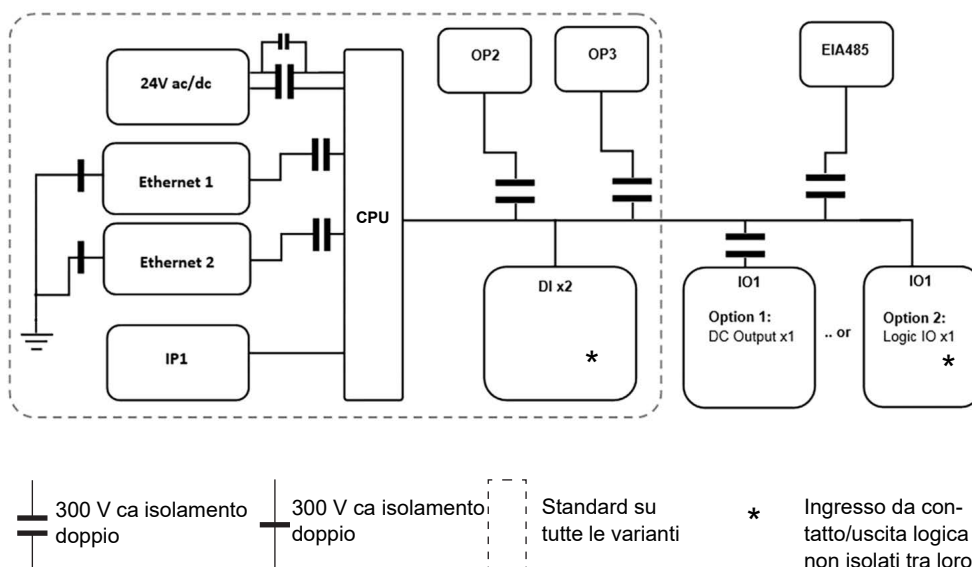 OP2
OP3
EIA485
24V ac/dc
Ethernet 1
CPU
Ethernet 2
DI x2
*
IP1
IO1
Option 1:
DC Output x1
.. or
IO1
Option 2:
Logic IO x1
*
300 V ca isolamento
doppio
300 V ca isolamento
doppio
Standard su
tutte le varianti
*
Ingresso da con-
tatto/uscita logica
non isolati tra loro